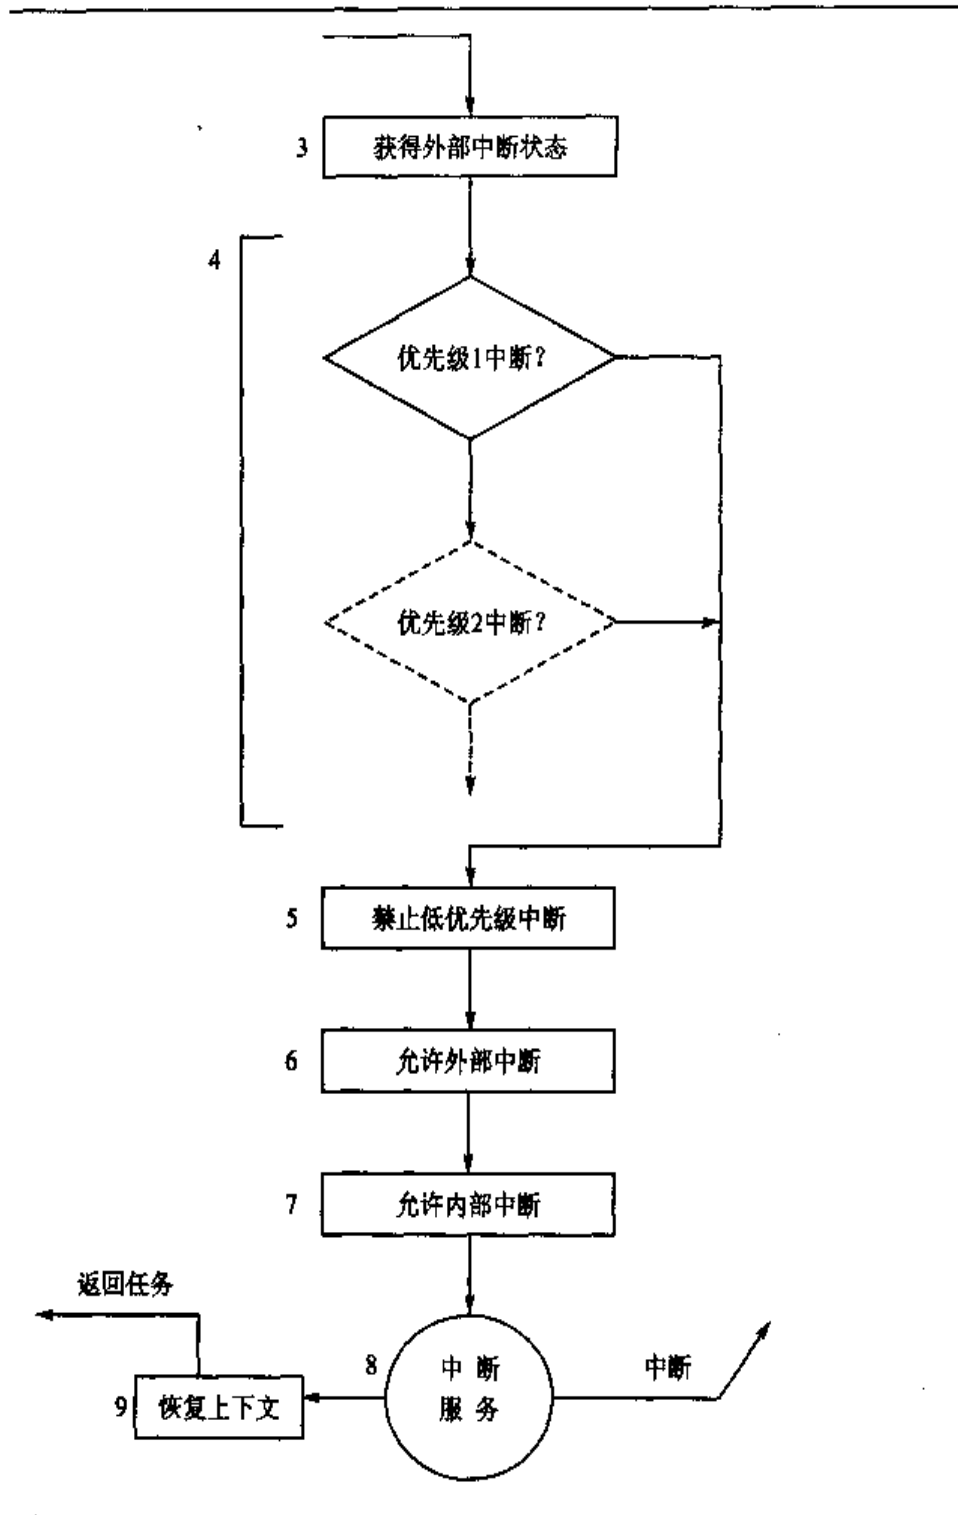 3 获得外部中断状态
4
优先级1中断?
优先级2中断?
5 禁止低优先级中断
6 允许外部中断
7 允许内部中断
返回任务
8 中断
服务
中断
9 恢复上下文